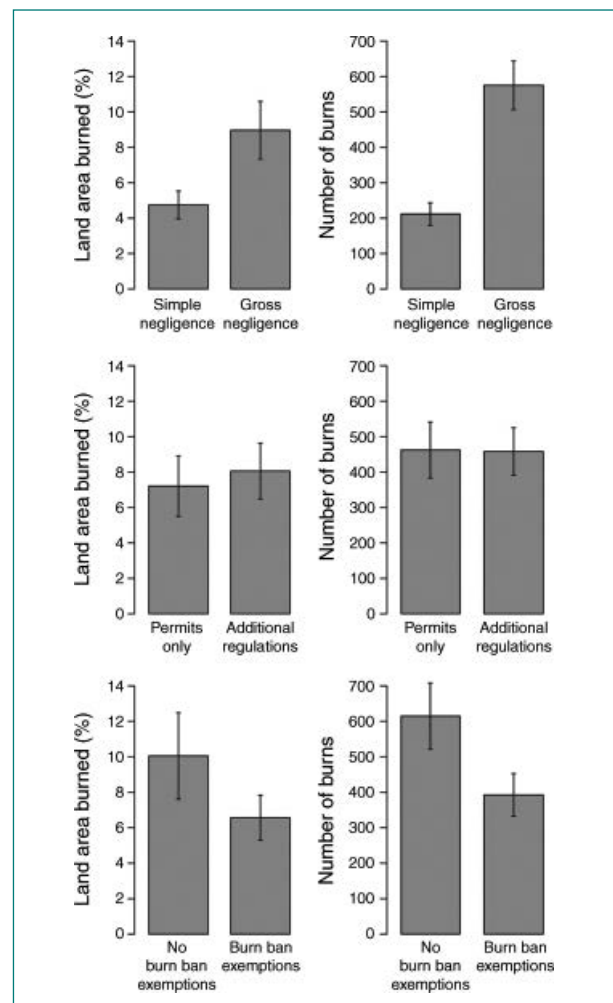 Land area burned (%)
14
12
10
8
6
4
2
0
Simple
negligence
Gross
negligence
Number of burns
700
600
500
400
300
200
100
0
Simple
negligence
Gross
negligence
Land area burned (%)
14
12
10
8
6
4
2
0
Permits
only
Additional
regulations
Number of burns
700
600
500
400
300
200
100
0
Permits
only
Additional
regulations
Land area burned (%)
14
12
10
8
6
4
2
0
No
burn ban
exemptions
Burn ban
exemptions
Number of burns
700
600
500
400
300
200
100
0
No
burn ban
exemptions
Burn ban
exemptions